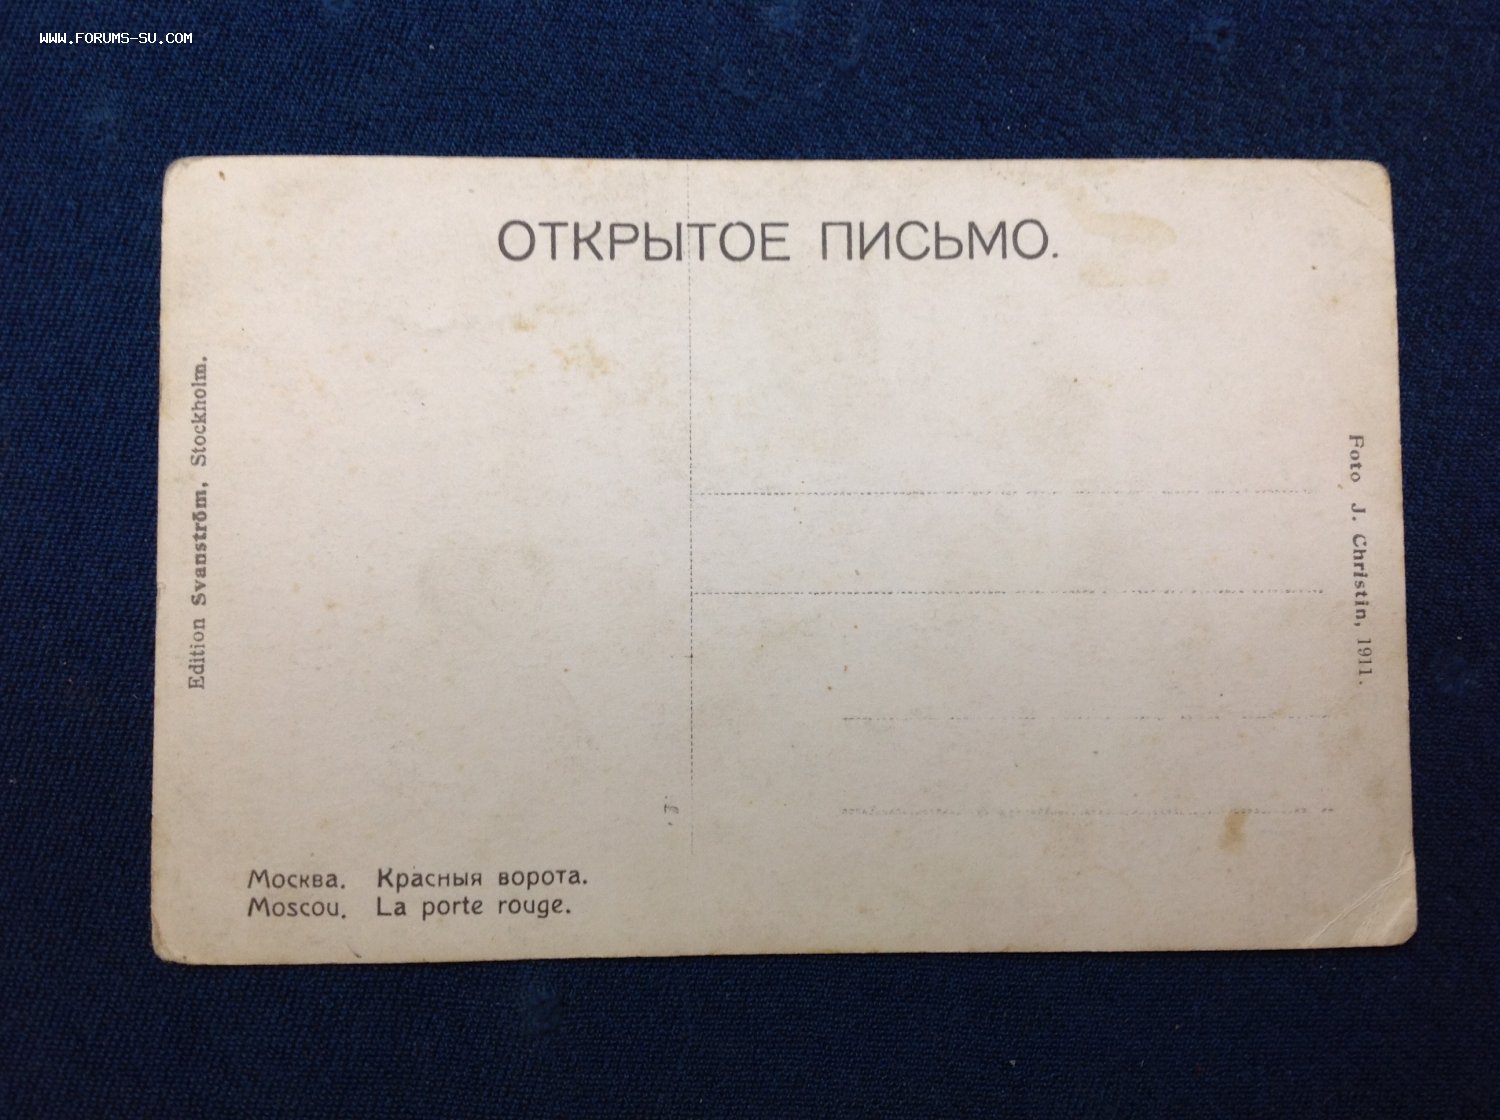 WWW.FORUMS-SU.COM
ОТКРЫТОЕ ПИСЬМО.
Edition Svanström, Stockholm.
Foto J. Christin, 1911.
Москва. Красныя ворота.
Moscou. La porte rouge.